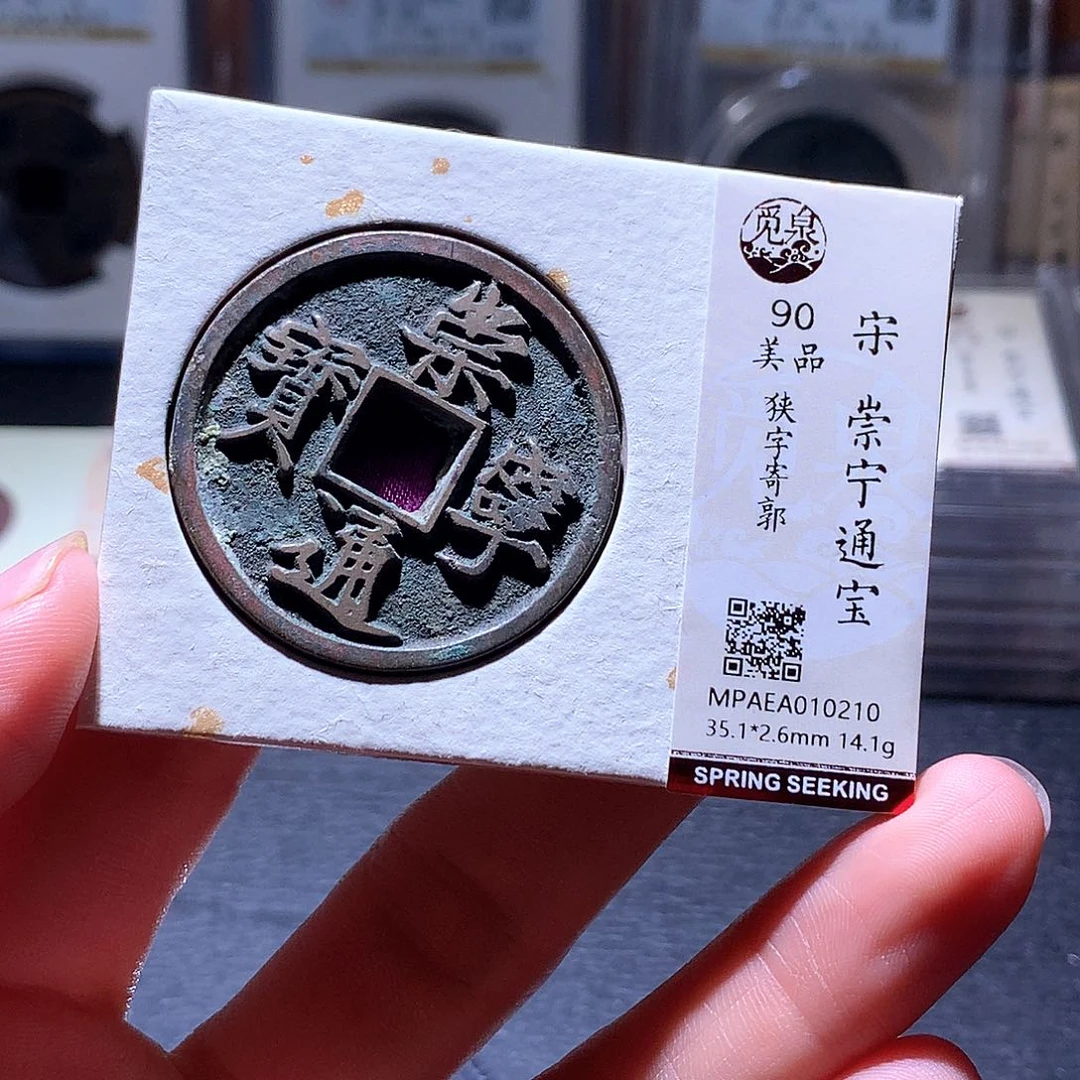 崇寧通寶
觅泉
宋 崇宁通宝
90
美品
狭字寄郭
MPAEA010210
35.1*2.6mm 14.1g
SPRING SEEKING